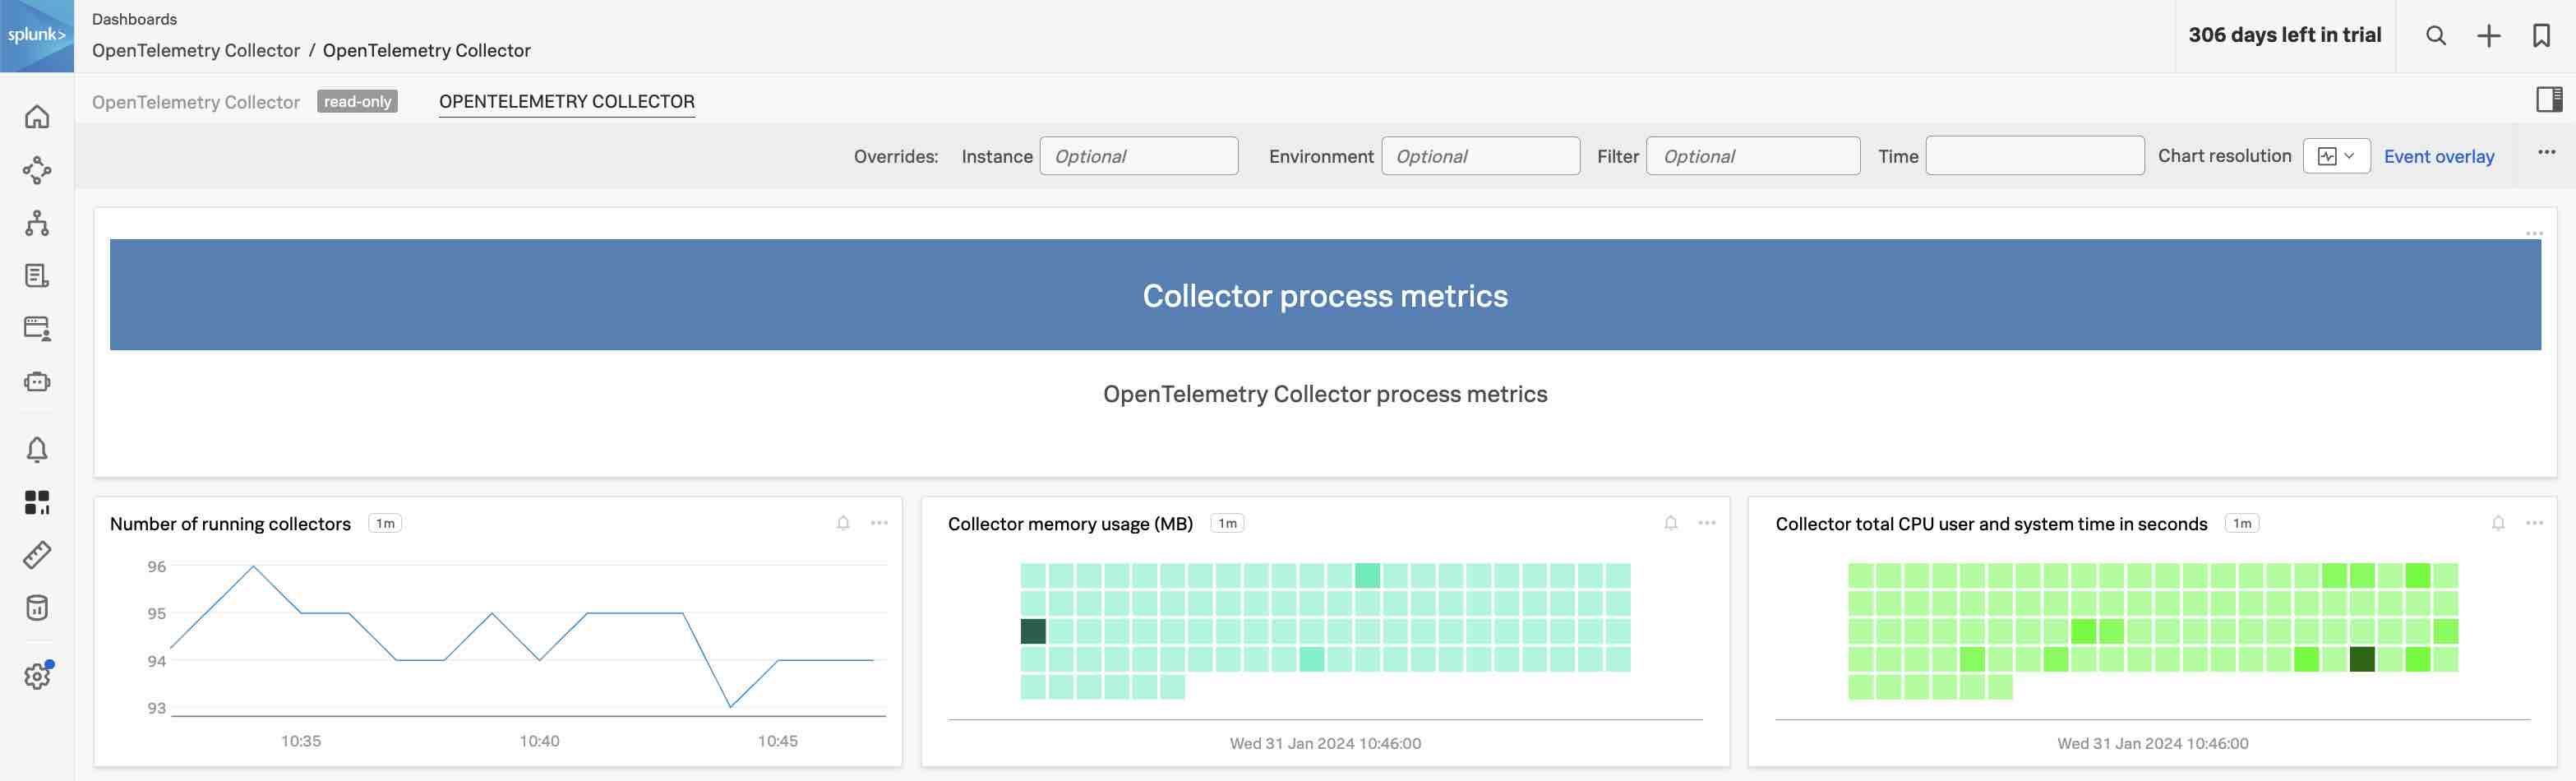 splunk>
Dashboards
OpenTelemetry Collector / OpenTelemetry Collector
306 days left in trial
OpenTelemetry Collector read-only OPENTELEMETRY COLLECTOR
Overrides: Instance Optional Environment Optional Filter Optional Time Chart resolution Event overlay
Collector process metrics
OpenTelemetry Collector process metrics
Number of running collectors 1m
96
95
94
93
10:35 10:40 10:45
Collector memory usage (MB) 1m
Wed 31 Jan 2024 10:46:00
Collector total CPU user and system time in seconds 1m
Wed 31 Jan 2024 10:46:00